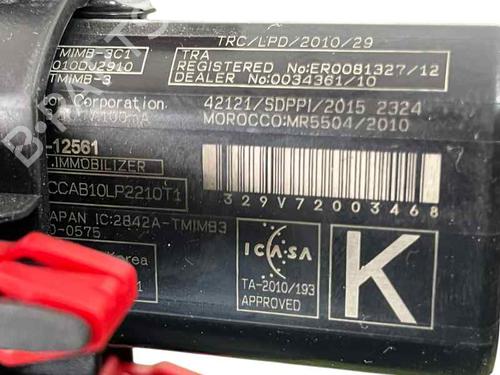 TRC/LPD/2010/29
TMIMB-3C1
010DJ2910
TMIMB-3
TRA
REGISTERED No:ER0081327/12
DEALER No:0034361/10
Corporation
100mA
42121/SDPPI/2015 2324
MOROCCO:MR5504/2010
-12561
IMMOBILIZER
CCAB10LP2210T1
329V72003468
JAPAN IC:2842A-TMIMB3
0-0575
Korea
ICASA
TA-2010/193
APPROVED
K